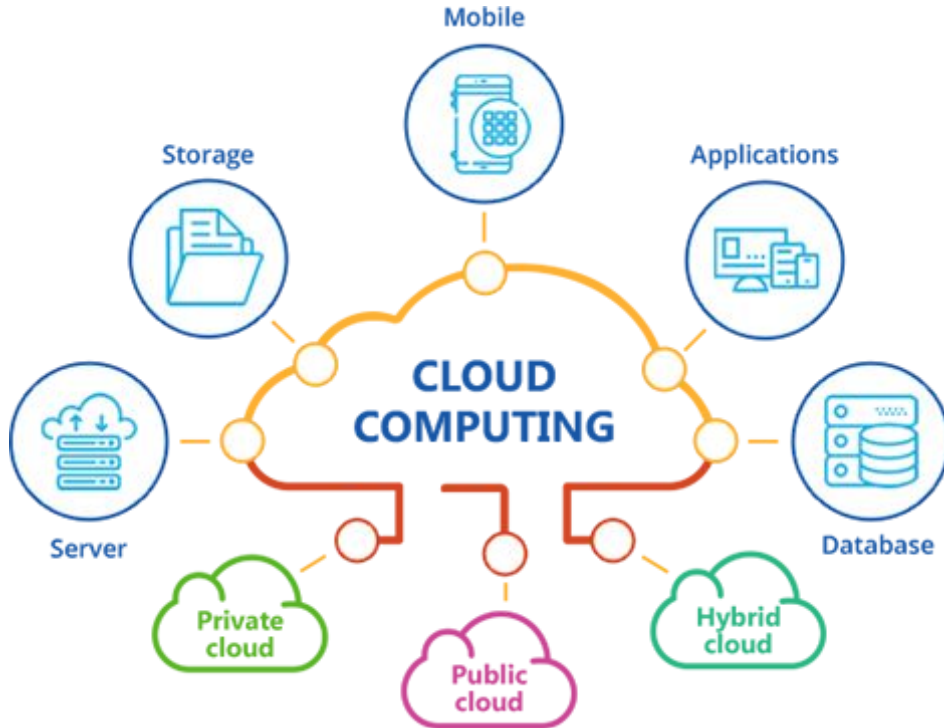 Mobile
Storage
Applications
CLOUD
COMPUTING
Server
Database
Private
cloud
Public
cloud
Hybrid
cloud